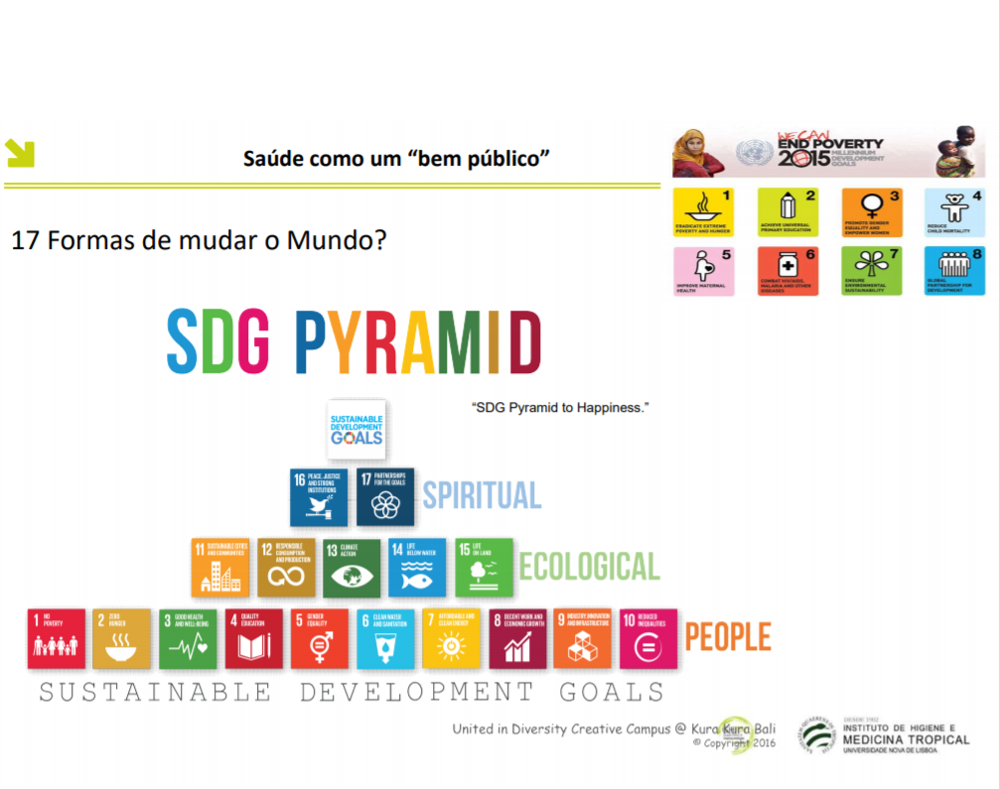 Saúde como um “bem público”
WE CAN
END POVERTY
2015 MILLENNIUM
DEVELOPMENT
GOALS
1
ERADICATE EXTREME
POVERTY AND HUNGER
2
ACHIEVE UNIVERSAL
PRIMARY EDUCATION
3
PROMOTE GENDER
EQUALITY AND
EMPOWER WOMEN
4
REDUCE
CHILD MORTALITY
5
IMPROVE MATERNAL
HEALTH
6
COMBAT HIV/AIDS,
MALARIA AND OTHER
DISEASES
7
ENSURE
ENVIRONMENTAL
SUSTAINABILITY
8
GLOBAL
PARTNERSHIP FOR
DEVELOPMENT
17 Formas de mudar o Mundo?
SDG PYRAMID
“SDG Pyramid to Happiness.”
SUSTAINABLE
DEVELOPMENT
GOALS
16 PEACE, JUSTICE
AND STRONG
INSTITUTIONS
17 PARTNERSHIPS
FOR THE GOALS
SPIRITUAL
11 SUSTAINABLE CITIES
AND COMMUNITIES
12 RESPONSIBLE
CONSUMPTION
AND PRODUCTION
13 CLIMATE
ACTION
14 LIFE
BELOW WATER
15 LIFE
ON LAND
ECOLOGICAL
1 NO
POVERTY
2 ZERO
HUNGER
3 GOOD HEALTH
AND WELL-BEING
4 QUALITY
EDUCATION
5 GENDER
EQUALITY
6 CLEAN WATER
AND SANITATION
7 AFFORDABLE AND
CLEAN ENERGY
8 DECENT WORK AND
ECONOMIC GROWTH
9 INDUSTRY, INNOVATION
AND INFRASTRUCTURE
10 REDUCED
INEQUALITIES
PEOPLE
SUSTAINABLE DEVELOPMENT GOALS
United in Diversity Creative Campus @ Kura Kura Bali
© Copyright 2016
DESDE 1902
INSTITUTO DE HIGIENE E
MEDICINA TROPICAL
UNIVERSIDADE NOVA DE LISBOA